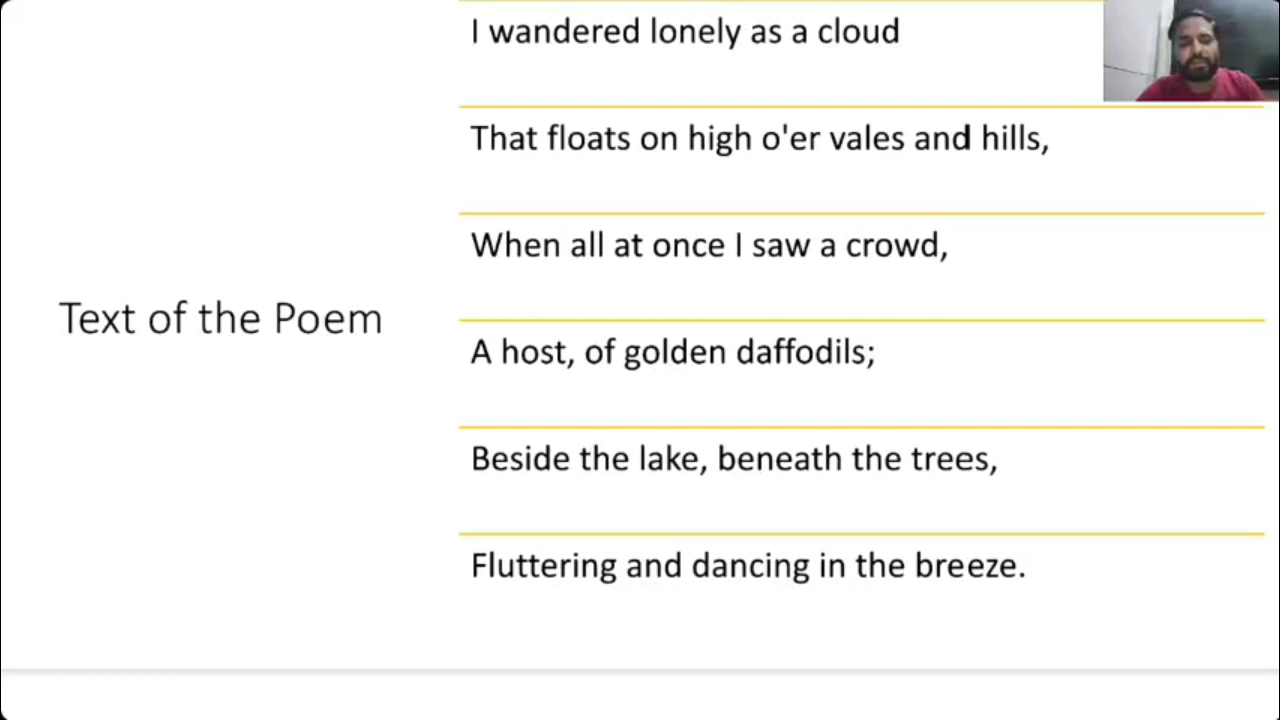 I wandered lonely as a cloud
That floats on high o'er vales and hills,
When all at once I saw a crowd,
Text of the Poem
A host, of golden daffodils;
Beside the lake, beneath the trees,
Fluttering and dancing in the breeze.